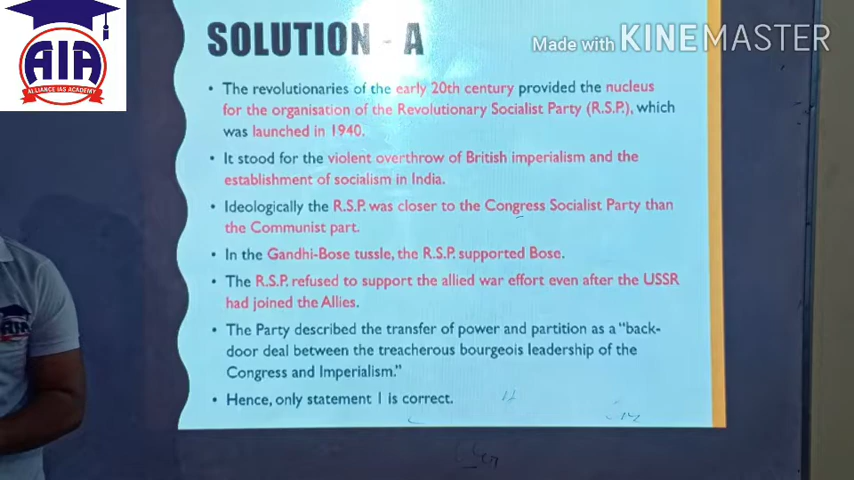 SOLUTION - A
Made with KINEMASTER
AIA
ALLIANCE IAS ACADEMY
• The revolutionaries of the early 20th century provided the nucleus
for the organisation of the Revolutionary Socialist Party (R.S.P.), which
was launched in 1940.
• It stood for the violent overthrow of British imperialism and the
establishment of socialism in India.
• Ideologically the R.S.P. was closer to the Congress Socialist Party than
the Communist part.
• In the Gandhi-Bose tussle, the R.S.P. supported Bose.
• The R.S.P. refused to support the allied war effort even after the USSR
had joined the Allies.
• The Party described the transfer of power and partition as a "back-
door deal between the treacherous bourgeois leadership of the
Congress and Imperialism."
• Hence, only statement 1 is correct.
AIA